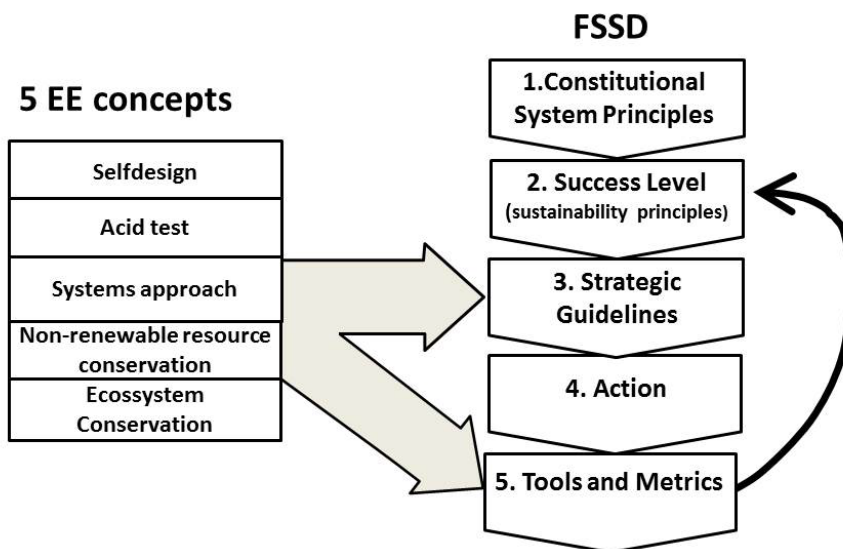 FSSD
5 EE concepts
Selfdesign
Acid test
Systems approach
Non-renewable resource
conservation
Ecossystem
Conservation
1.Constitutional
System Principles
2. Success Level
(sustainability principles)
3. Strategic
Guidelines
4. Action
5. Tools and Metrics